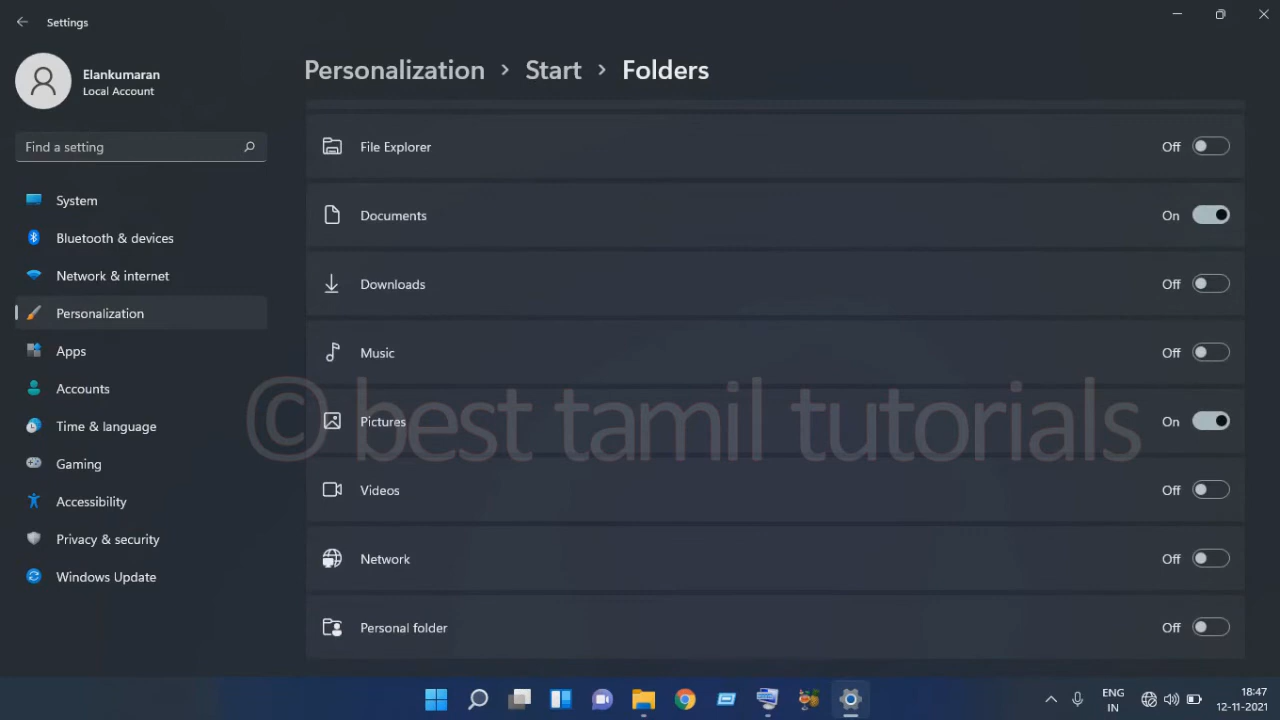 Settings
Elankumaran
Local Account
Find a setting
System
Bluetooth & devices
Network & internet
Personalization
Apps
Accounts
Time & language
Gaming
Accessibility
Privacy & security
Windows Update
Personalization > Start > Folders
File Explorer Off
Documents On
Downloads Off
Music Off
Pictures On
Videos Off
Network Off
Personal folder Off
© best tamil tutorials
ENG
IN
18:47
12-11-2021